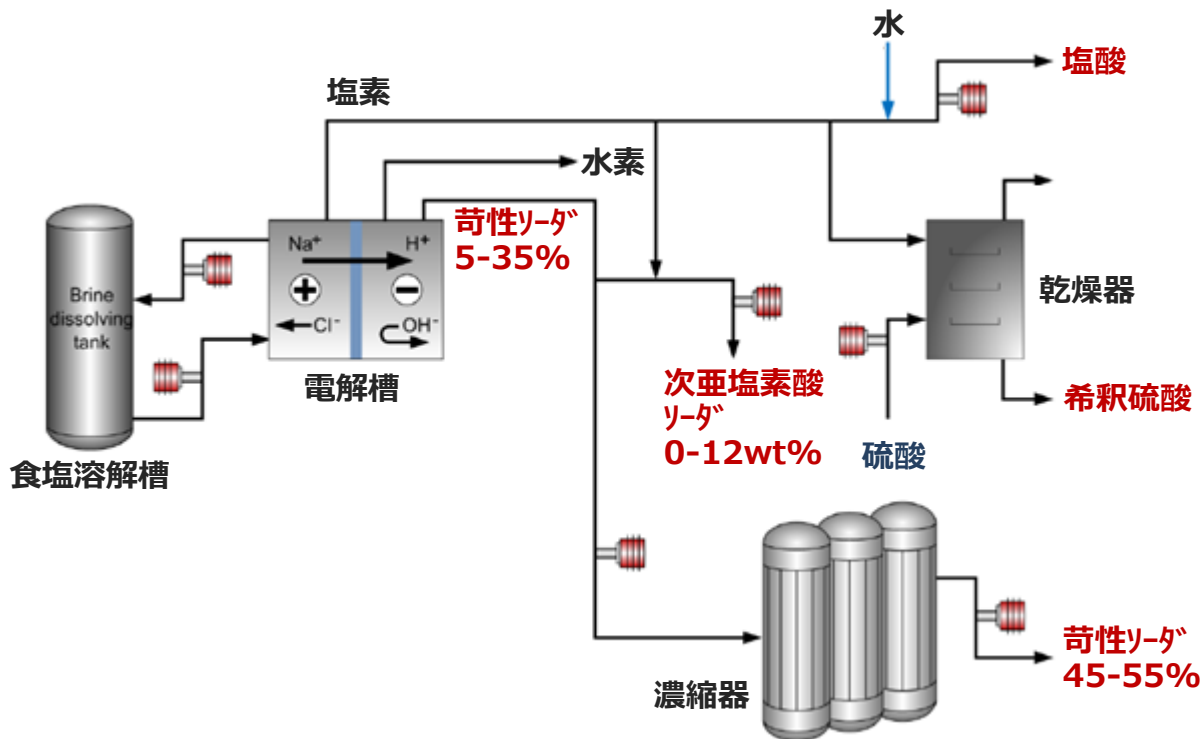 水
塩酸
塩素
水素
苛性ｿｰﾀﾞ
5-35%
Na⁺
H⁺
Cl⁻
OH⁻
Brine
dissolving
tank
電解槽
食塩溶解槽
乾燥器
次亜塩素酸
ｿｰﾀﾞ
0-12wt%
硫酸
希釈硫酸
濃縮器
苛性ｿｰﾀﾞ
45-55%